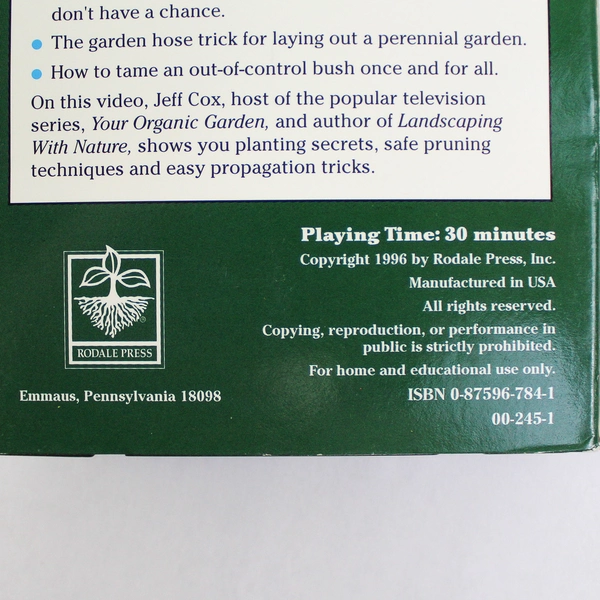 don't have a chance.
The garden hose trick for laying out a perennial garden.
How to tame an out-of-control bush once and for all.
On this video, Jeff Cox, host of the popular television
series, Your Organic Garden, and author of Landscaping
With Nature, shows you planting secrets, safe pruning
techniques and easy propagation tricks.
Playing Time: 30 minutes
Copyright 1996 by Rodale Press, Inc.
Manufactured in USA
All rights reserved.
Copying, reproduction, or performance in
public is strictly prohibited.
For home and educational use only.
ISBN 0-87596-784-1
00-245-1
®
RODALE PRESS
Emmaus, Pennsylvania 18098